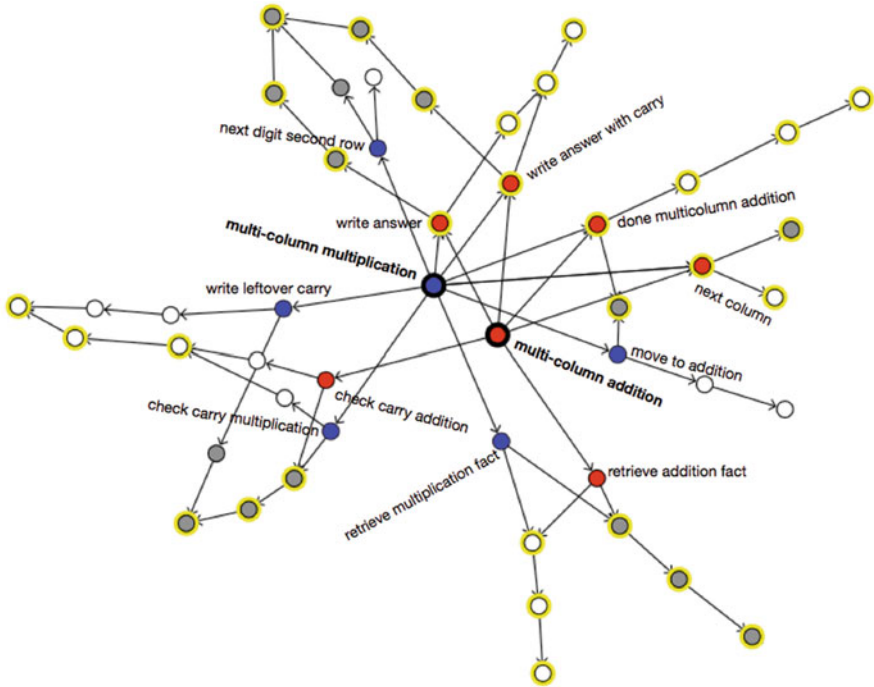 write answer with carry
next digit second row
done multicolumn addition
write answer
multi-column multiplication
write leftover carry
next column
move to addition
multi-column addition
check carry addition
check carry multiplication
retrieve addition fact
retrieve multiplication fact